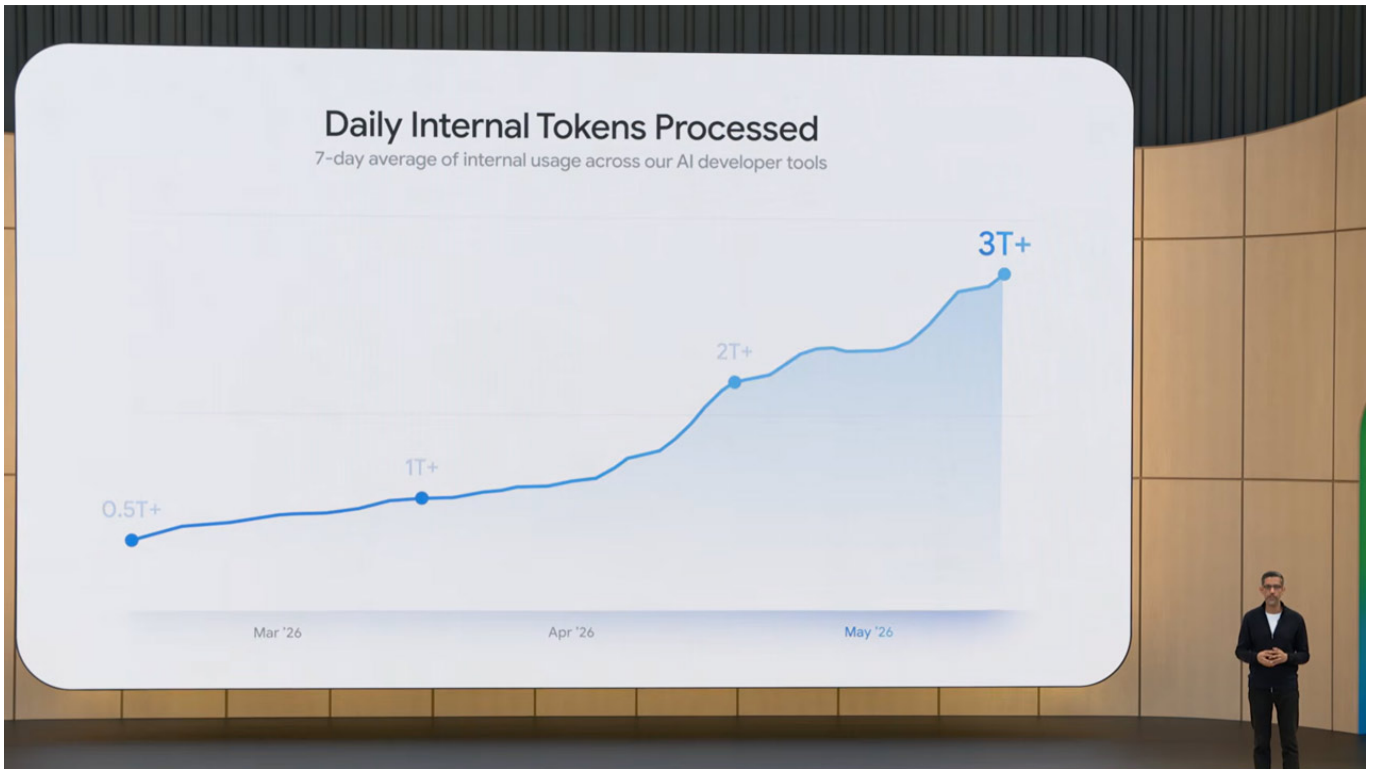 Daily Internal Tokens Processed
7-day average of internal usage across our AI developer tools
3T+
2T+
1T+
0.5T+
Mar '26
Apr '26
May '26